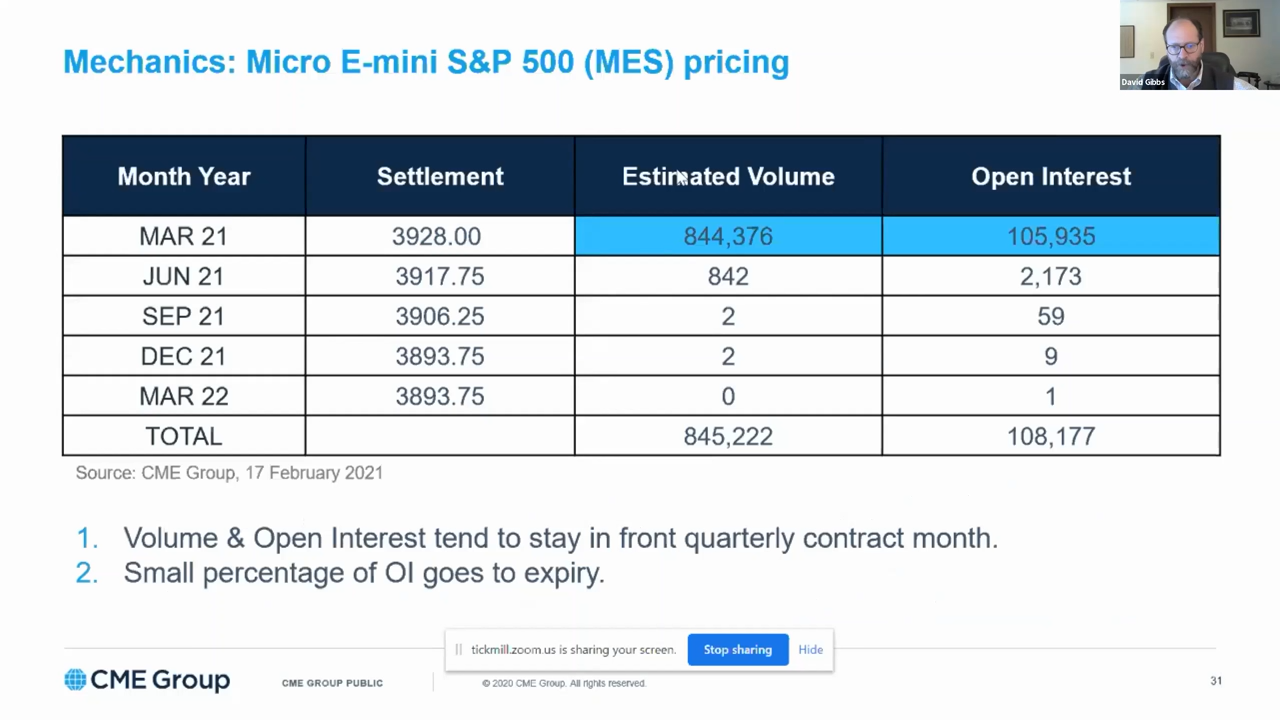 Mechanics: Micro E-mini S&P 500 (MES) pricing
David Gibbs
Month Year Settlement Estimated Volume Open Interest
MAR 21 3928.00 844,376 105,935
JUN 21 3917.75 842 2,173
SEP 21 3906.25 2 59
DEC 21 3893.75 2 9
MAR 22 3893.75 0 1
TOTAL 845,222 108,177
Source: CME Group, 17 February 2021
1. Volume & Open Interest tend to stay in front quarterly contract month.
2. Small percentage of OI goes to expiry.
tickmill.zoom.us is sharing your screen. Stop sharing Hide
CME Group CME GROUP PUBLIC © 2020 CME Group. All rights reserved. 31